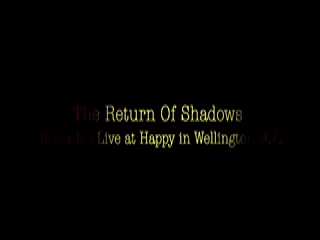 The Return Of Shadows
Live at Happy in Wellington N.Z.